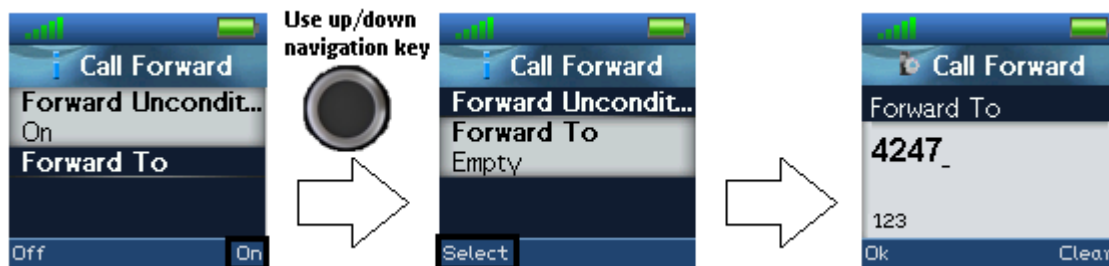 Call Forward
Forward Uncondit...
On
Forward To
Off On
Use up/down
navigation key
Call Forward
Forward Uncondit...
Forward To
Empty
Select
Call Forward
Forward To
4247_
123
Ok Clear